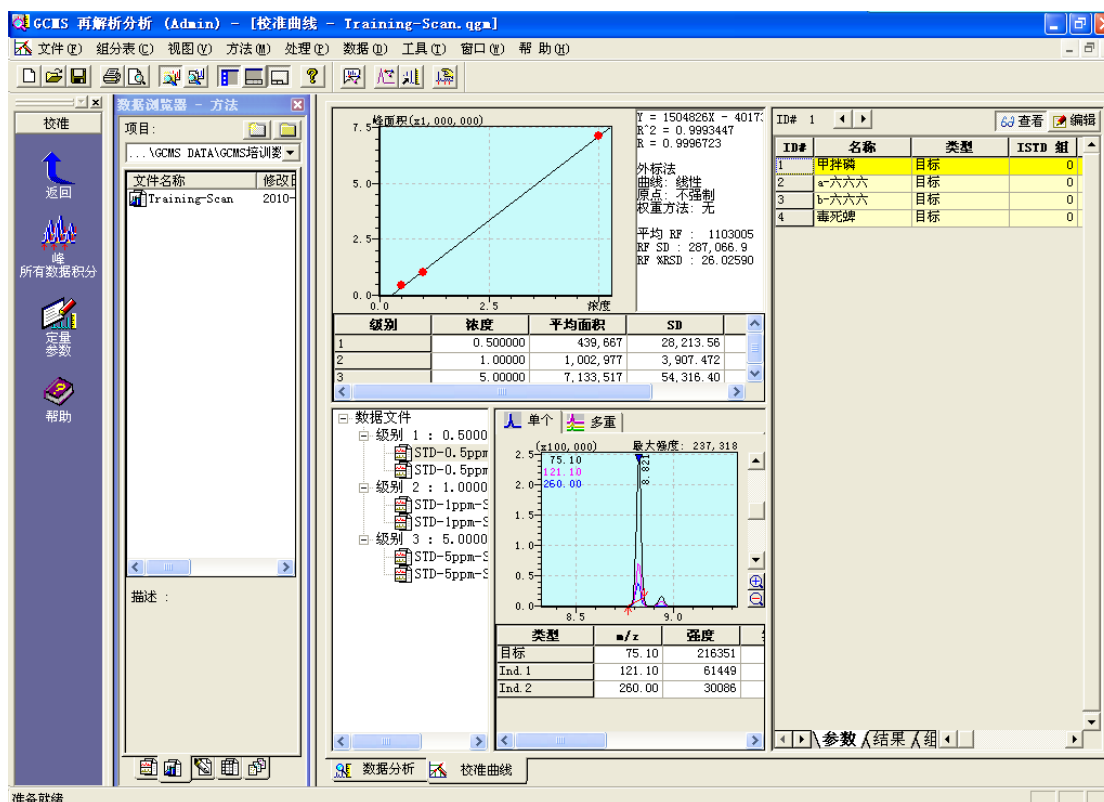 GCMS 再解析分析 (Admin) - [校准曲线 - Training-Scan.qgm]
文件(F) 组分表(C) 视图(V) 方法(M) 处理(P) 数据(D) 工具(T) 窗口(W) 帮 助(H)
校准
返回
峰
所有数据积分
定量
参数
帮助
数据浏览器 - 方法
项目:
...\GCMS DATA\GCMS培训数
文件名称 修改日
Training-Scan 2010-
描述 :
峰面积(x1,000,000)
7.5
5.0
2.5
0.0
0.0 2.5 浓度
Y = 1504826X - 4017
R^2 = 0.9993447
R = 0.9996723
外标法
曲线: 线性
原点: 不强制
权重方法: 无
平均 RF : 1103005
RF SD : 287,066.9
RF %RSD : 26.02590
级别 浓度 平均面积 SD
1 0.500000 439,667 28,213.56
2 1.00000 1,002,977 3,907.472
3 5.00000 7,133,517 54,316.40
数据文件
级别 1 : 0.5000
STD-0.5ppm
STD-0.5ppm
级别 2 : 1.0000
STD-1ppm-S
STD-1ppm-S
级别 3 : 5.0000
STD-5ppm-S
STD-5ppm-S
单个 多重
(x100,000) 最大强度: 237,318
2.5
2.0
1.5
1.0
0.5
0.0
75.10
121.10
260.00
8.821
8.5 9.0
类型 m/z 强度
目标 75.10 216351
Ind.1 121.10 61449
Ind.2 260.00 30086
ID# 1 查看 编辑
ID# 名称 类型 ISTD 组
1 甲拌磷 目标 0
2 a-六六六 目标 0
3 b-六六六 目标 0
4 毒死蜱 目标 0
参数 结果 组
数据分析 校准曲线
准备就绪